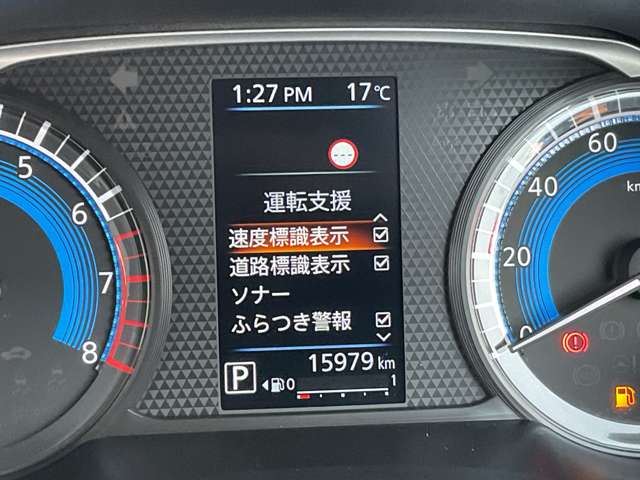 1:27 PM 17℃
運転支援
速度標識表示
道路標識表示
ソナー
ふらつき警報
15979 km
P 0 1
5
6
7
8
60
km
40
20
0